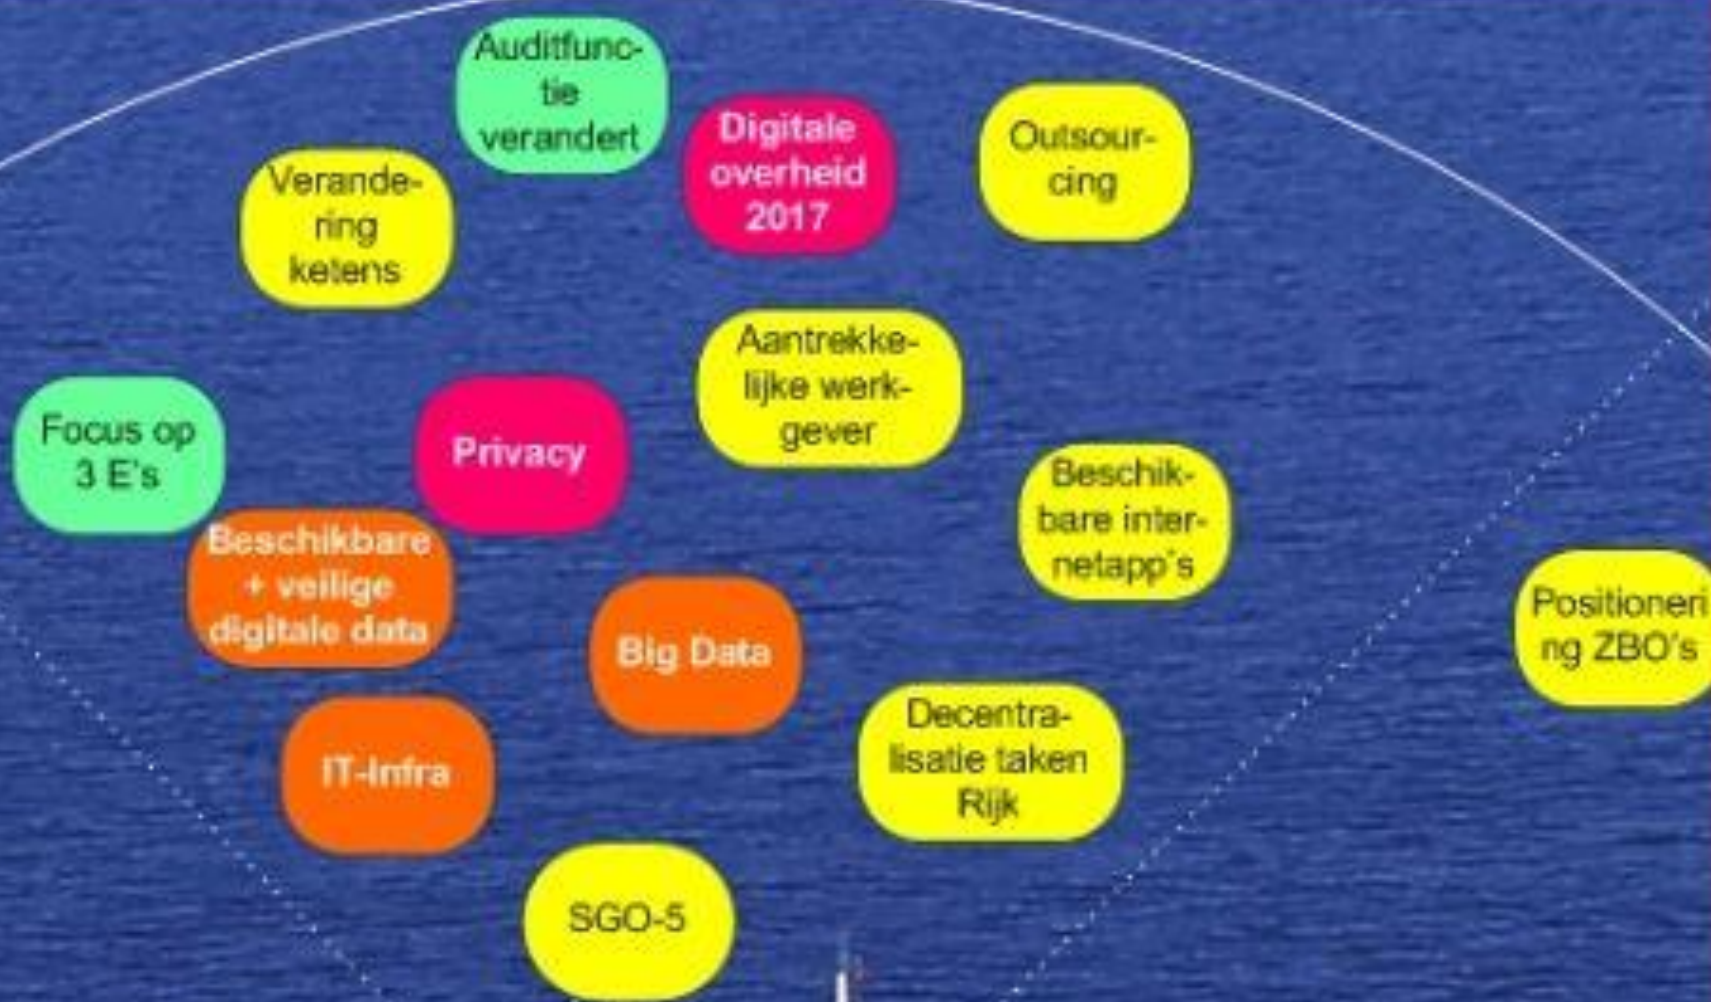 Auditfunc-
tie
verandert
Digitale
overheid
2017
Outsour-
cing
Verande-
ring
ketens
Aantrekke-
lijke werk-
gever
Focus op
3 E's
Privacy
Beschik-
bare inter-
netapp's
Beschikbare
+ veilige
digitale data
Big Data
Positioneri
ng ZBO's
IT-infra
Decentra-
lisatie taken
Rijk
SGO-5